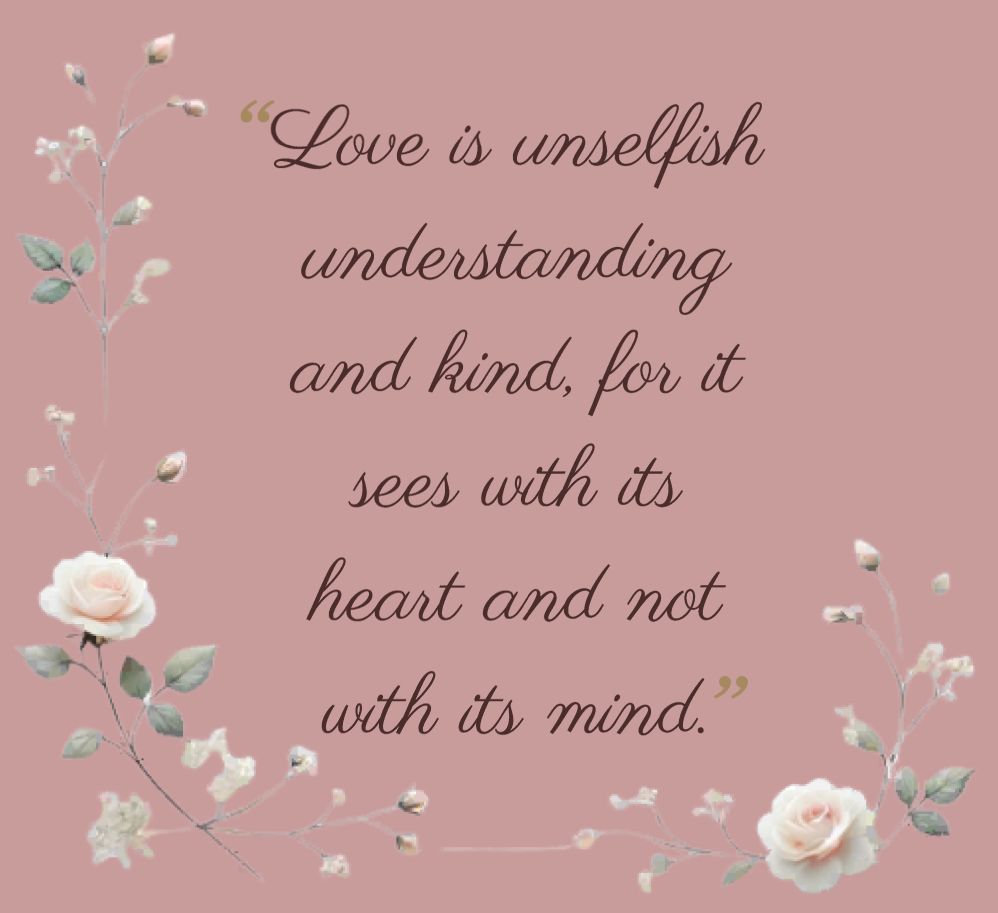 “Love is unselfish
understanding
and kind, for it
sees with its
heart and not
with its mind.”